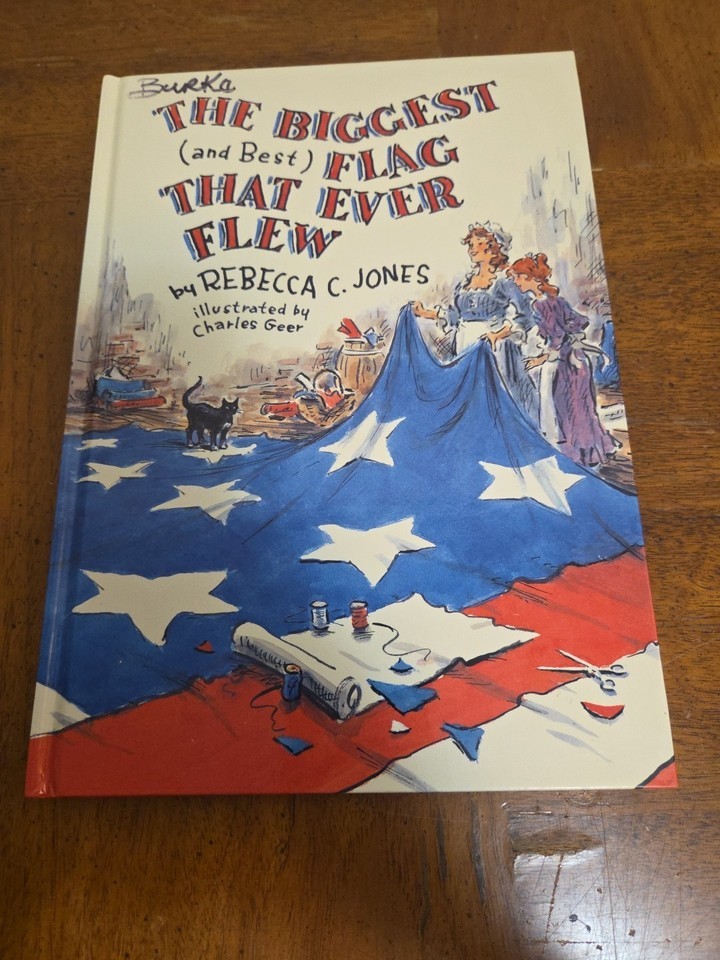 Burke
THE BIGGEST
(and Best) FLAG
THAT EVER
FLEW
by REBECCA C. JONES
illustrated by
Charles Geer